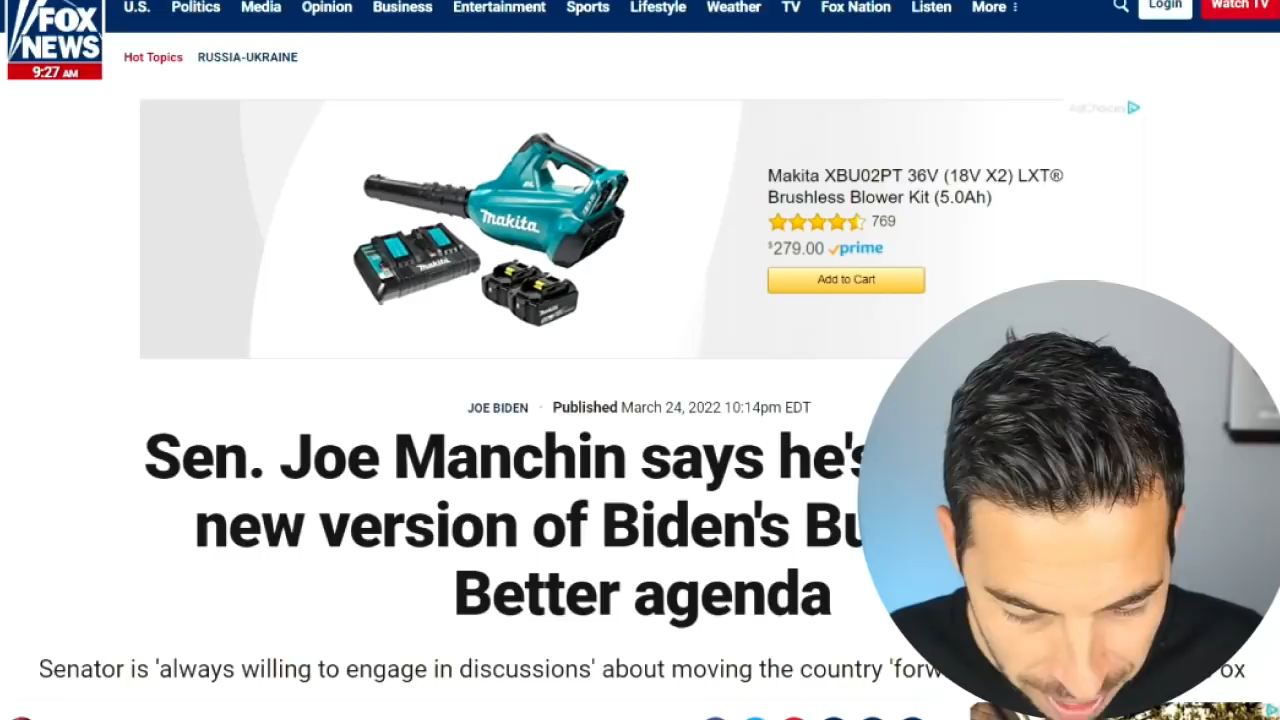 U.S. Politics Media Opinion Business Entertainment Sports Lifestyle Weather TV Fox Nation Listen More Login Watch TV
FOX
NEWS
9:27 AM
Hot Topics RUSSIA-UKRAINE
AdChoices
Makita XBU02PT 36V (18V X2) LXT®
Brushless Blower Kit (5.0Ah)
769
$279.00 prime
Add to Cart
makita
JOE BIDEN · Published March 24, 2022 10:14pm EDT
Sen. Joe Manchin says he's
new version of Biden's Bu
Better agenda
Senator is 'always willing to engage in discussions' about moving the country 'forw ox